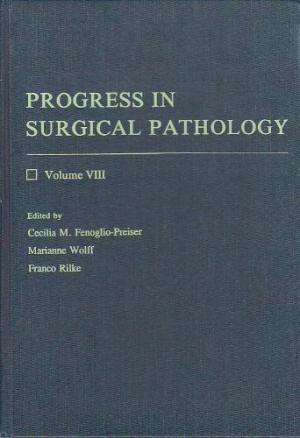 PROGRESS IN
SURGICAL PATHOLOGY
Volume VIII
Edited by
Cecilia M. Fenoglio-Preiser
Marianne Wolff
Franco Rilke